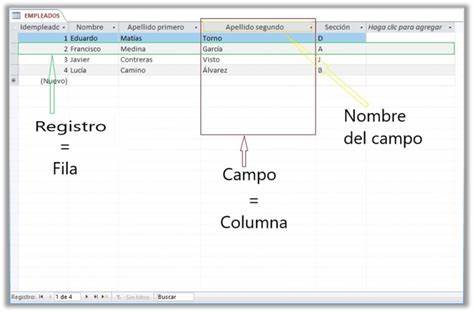 EMPLEADOS
Idempleado Nombre Apellido primero Apellido segundo Sección Haga clic para agregar
1 Eduardo Matías Torno D
2 Francisco Medina García A
3 Javier Contreras Visto J
4 Lucía Camino Álvarez B
(Nuevo)
Registro
=
Fila
Campo
=
Columna
Nombre
del campo
Registro: 1 de 4 Sin filtro Buscar